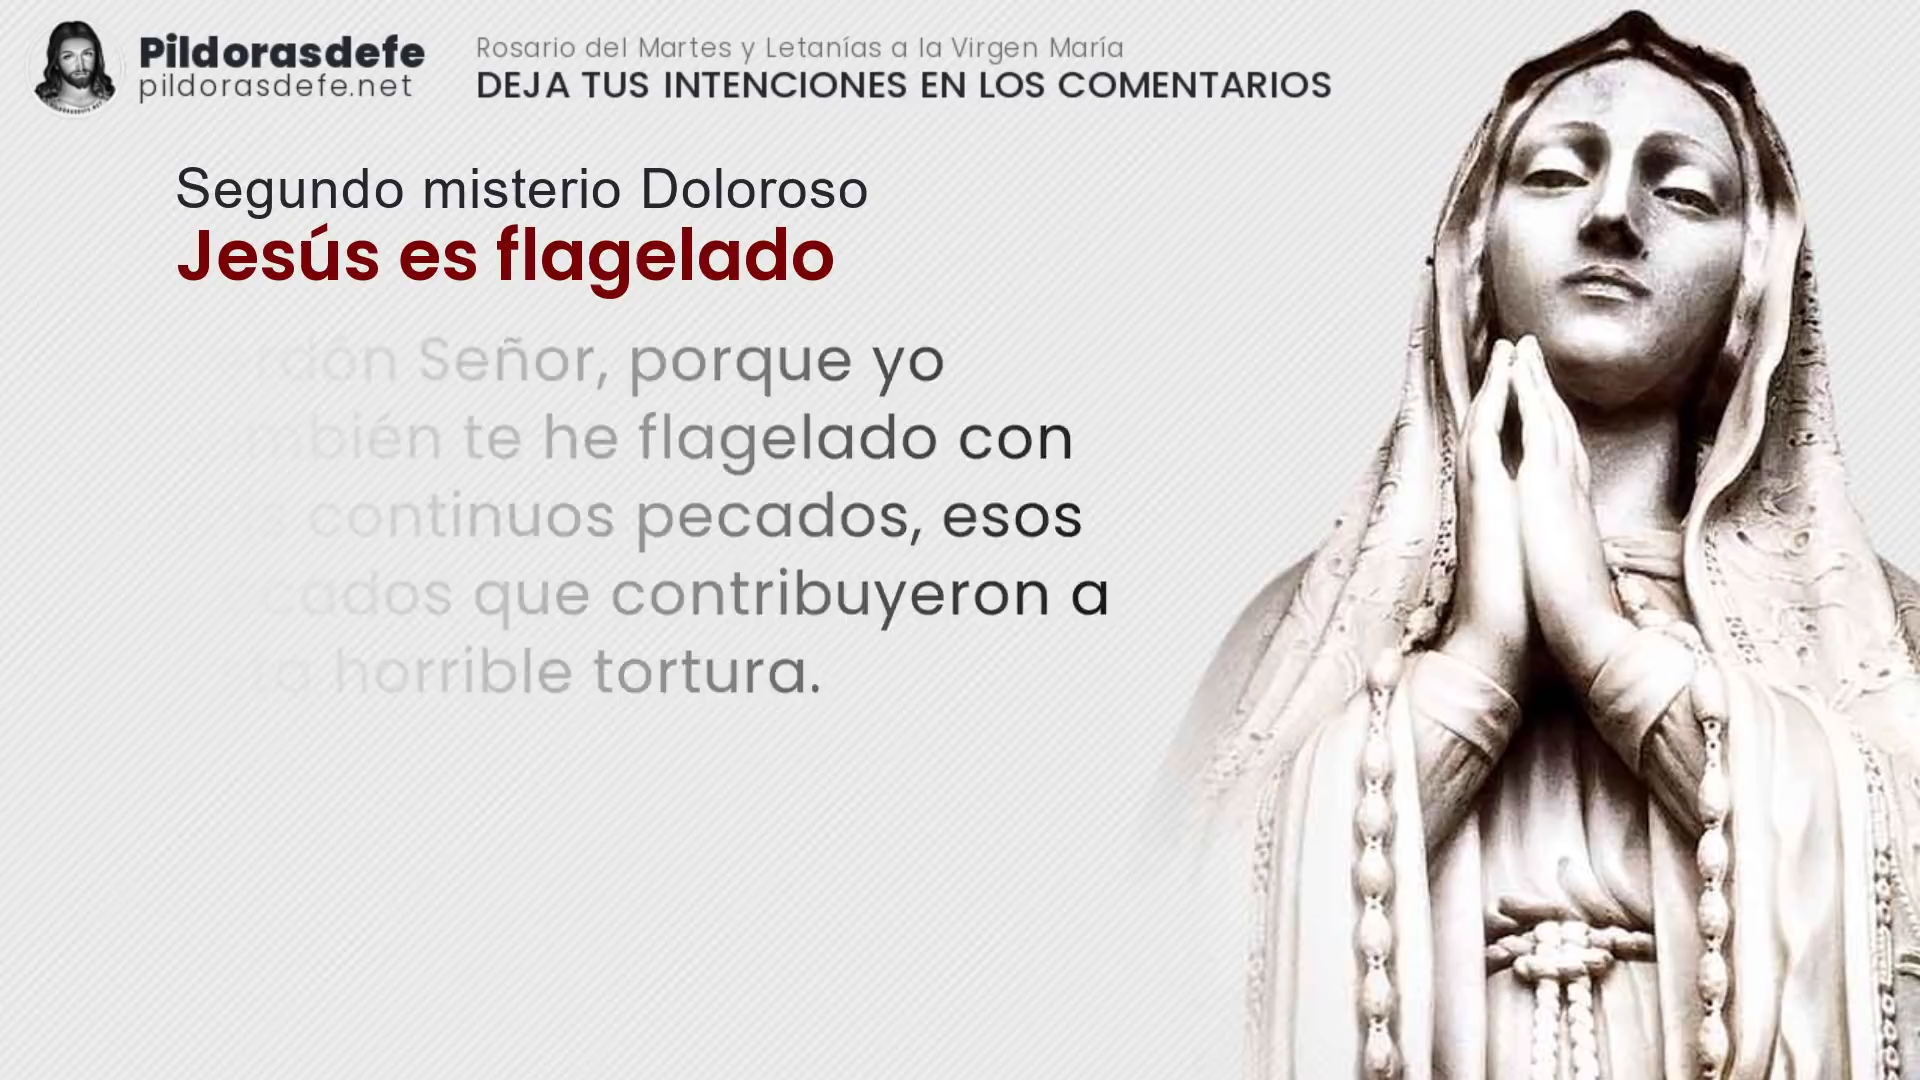 Pildorasdefe
pildorasdefe.net
Rosario del Martes y Letanías a la Virgen María
DEJA TUS INTENCIONES EN LOS COMENTARIOS
Segundo misterio Doloroso
Jesús es flagelado
Señor, porque yo
te he flagelado con
continuos pecados, esos
que contribuyeron a
horrible tortura.